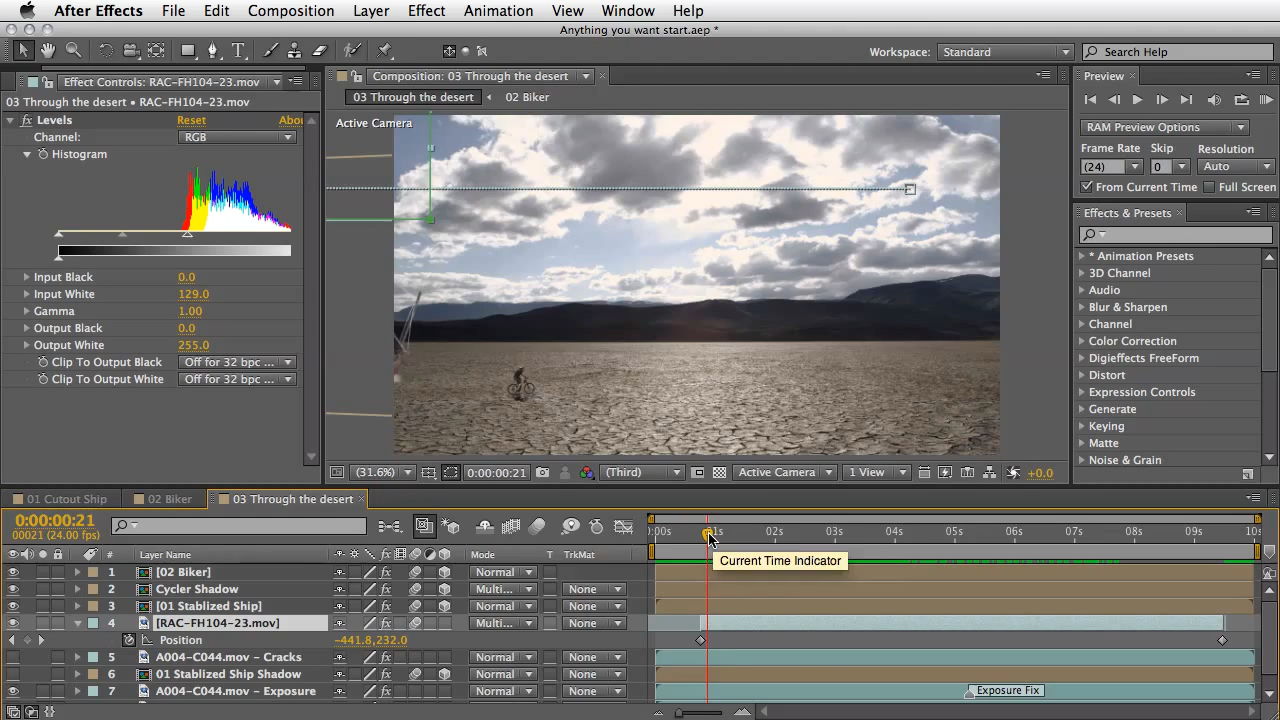 After Effects File Edit Composition Layer Effect Animation View Window Help
Anything you want start.aep *
Workspace: Standard Search Help
Effect Controls: RAC-FH104-23.mov
03 Through the desert • RAC-FH104-23.mov
fx Levels Reset Abou
Channel: RGB
Histogram
Input Black 0.0
Input White 129.0
Gamma 1.00
Output Black 0.0
Output White 255.0
Clip To Output Black Off for 32 bpc ...
Clip To Output White Off for 32 bpc ...
Composition: 03 Through the desert
03 Through the desert 02 Biker
Active Camera
(31.6%) 0:00:00:21 (Third) Active Camera 1 View +0.0
Preview
RAM Preview Options
Frame Rate Skip Resolution
(24) 0 Auto
From Current Time Full Screen
Effects & Presets
* Animation Presets
3D Channel
Audio
Blur & Sharpen
Channel
Color Correction
Digieffects FreeForm
Distort
Expression Controls
Generate
Keying
Matte
Noise & Grain
01 Cutout Ship 02 Biker 03 Through the desert
0:00:00:21
00021 (24.00 fps)
0:00s 01s 02s 03s 04s 05s 06s 07s 08s 09s 10s
Current Time Indicator
# Layer Name Mode T TrkMat
1 [02 Biker] Normal None
2 Cycler Shadow Multi... None
3 [01 Stablized Ship] Normal None
4 [RAC-FH104-23.mov] Multi... None
Position -441.8,232.0
5 A004-C044.mov - Cracks Normal None
6 01 Stablized Ship Shadow Normal None
7 A004-C044.mov - Exposure Normal None
Exposure Fix